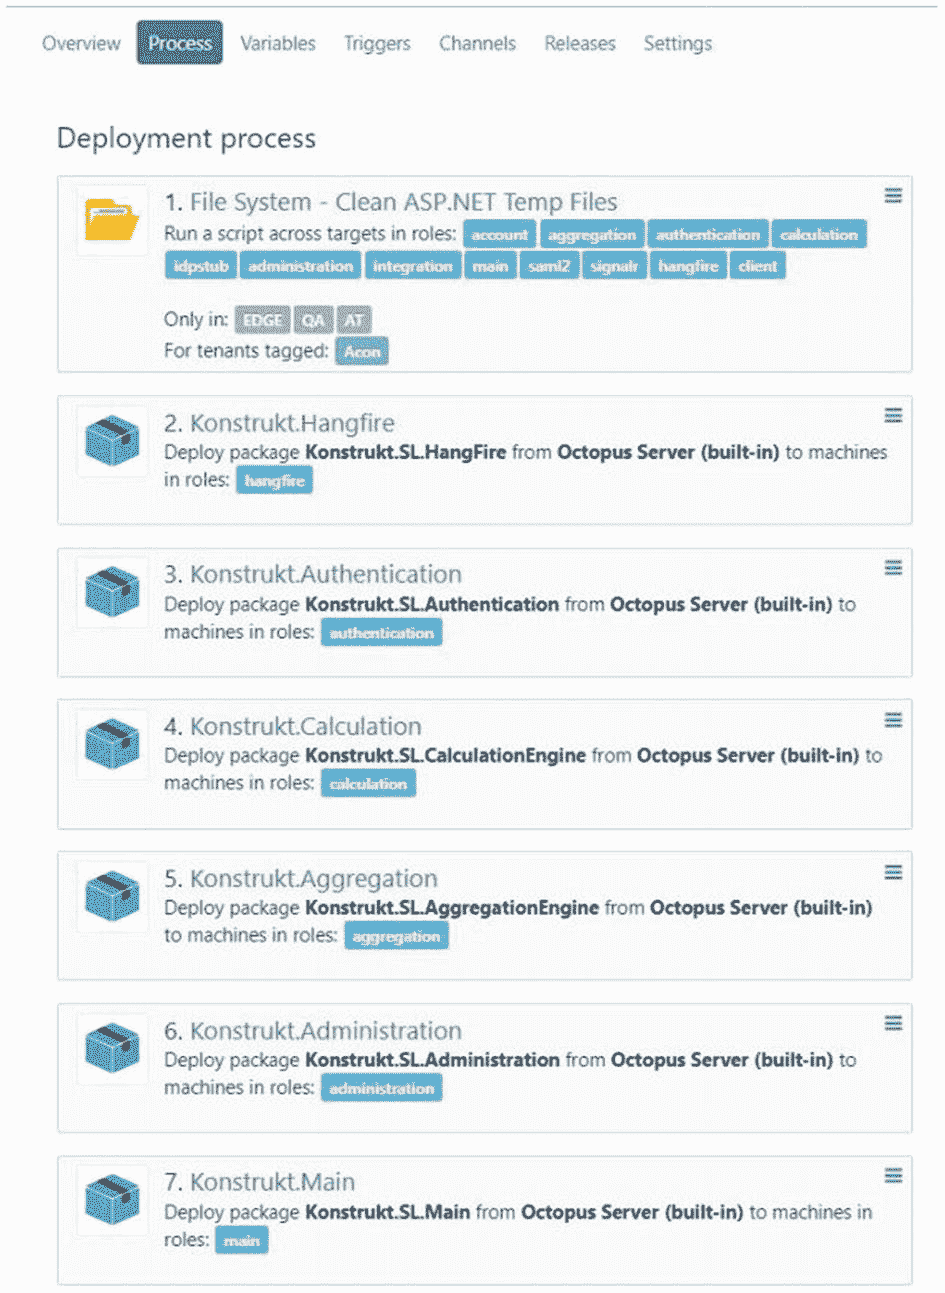 Overview Process Variables Triggers Channels Releases Settings
Deployment process
1. File System - Clean ASP.NET Temp Files
Run a script across targets in roles: account aggregation authentication calculation
idpstub administration integration main saml2 signalr hangfire client
Only in: EDGE QA AT
For tenants tagged: Acon
2. Konstrukt.Hangfire
Deploy package Konstrukt.SL.HangFire from Octopus Server (built-in) to machines
in roles: hangfire
3. Konstrukt.Authentication
Deploy package Konstrukt.SL.Authentication from Octopus Server (built-in) to
machines in roles: authentication
4. Konstrukt.Calculation
Deploy package Konstrukt.SL.CalculationEngine from Octopus Server (built-in) to
machines in roles: calculation
5. Konstrukt.Aggregation
Deploy package Konstrukt.SL.AggregationEngine from Octopus Server (built-in)
to machines in roles: aggregation
6. Konstrukt.Administration
Deploy package Konstrukt.SL.Administration from Octopus Server (built-in) to
machines in roles: administration
7. Konstrukt.Main
Deploy package Konstrukt.SL.Main from Octopus Server (built-in) to machines in
roles: main